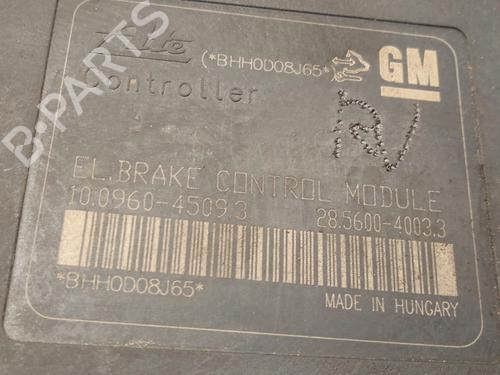 Ate (*BHH0D08J65*) GM
Controller
RV
EL.BRAKE CONTROL MODULE
10.0960-4509.3 28.5600-4003.3
*BHH0D08J65*
MADE IN HUNGARY
B-PARTS